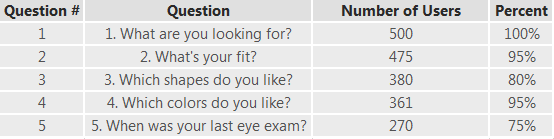 Question # Question Number of Users Percent
1 1. What are you looking for? 500 100%
2 2. What's your fit? 475 95%
3 3. Which shapes do you like? 380 80%
4 4. Which colors do you like? 361 95%
5 5. When was your last eye exam? 270 75%